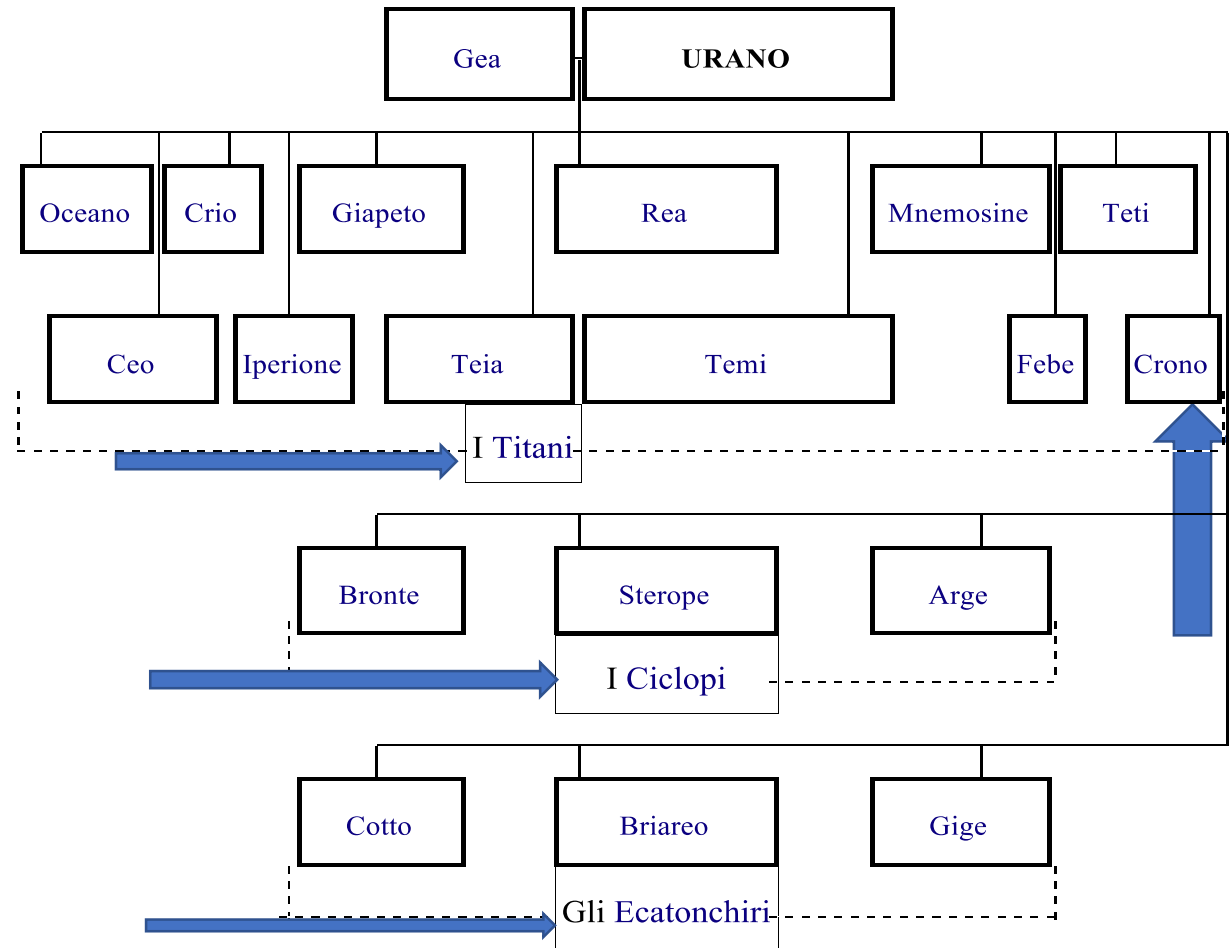 Gea URANO
Oceano Crio Giapeto Rea Mnemosine Teti
Ceo Iperione Teia Temi Febe Crono
I Titani
Bronte Sterope Arge
I Ciclopi
Cotto Briareo Gige
Gli Ecatonchiri